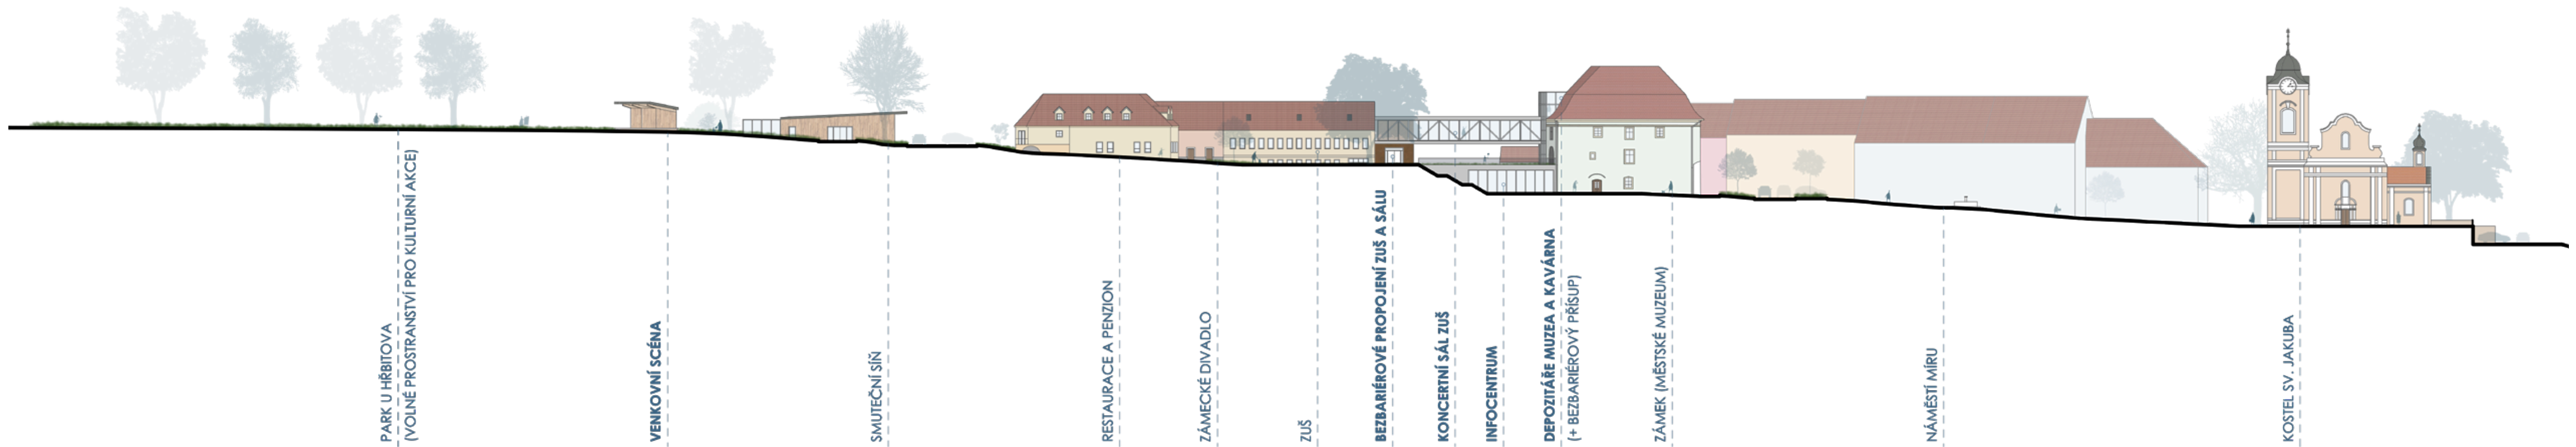 PARK U HŘBITOVA
(VOLNÉ PROSTRANSTVÍ PRO KULTURNÍ AKCE)
VENKOVNÍ SCÉNA
SMUTEČNÍ SÍŇ
RESTAURACE A PENZION
ZÁMECKÉ DIVADLO
ZUŠ
BEZBARIÉROVÉ PROPOJENÍ ZUŠ A SÁLU
KONCERTNÍ SÁL ZUŠ
INFOCENTRUM
DEPOZITÁŘE MUZEA A KAVÁRNA
(+ BEZBARIÉROVÝ PŘÍSUP)
ZÁMEK (MĚSTSKÉ MUZEUM)
NÁMĚSTÍ MÍRU
KOSTEL SV. JAKUBA